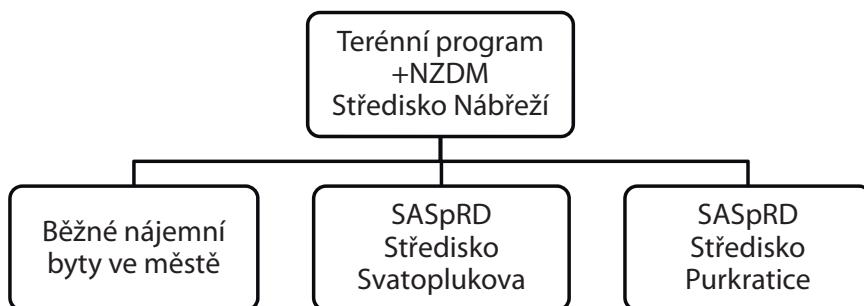 Terénní program
+NZDM
Středisko Nábřeží
Běžné nájemní
byty ve městě
SASpRD
Středisko
Svatoplukova
SASpRD
Středisko
Purkratice